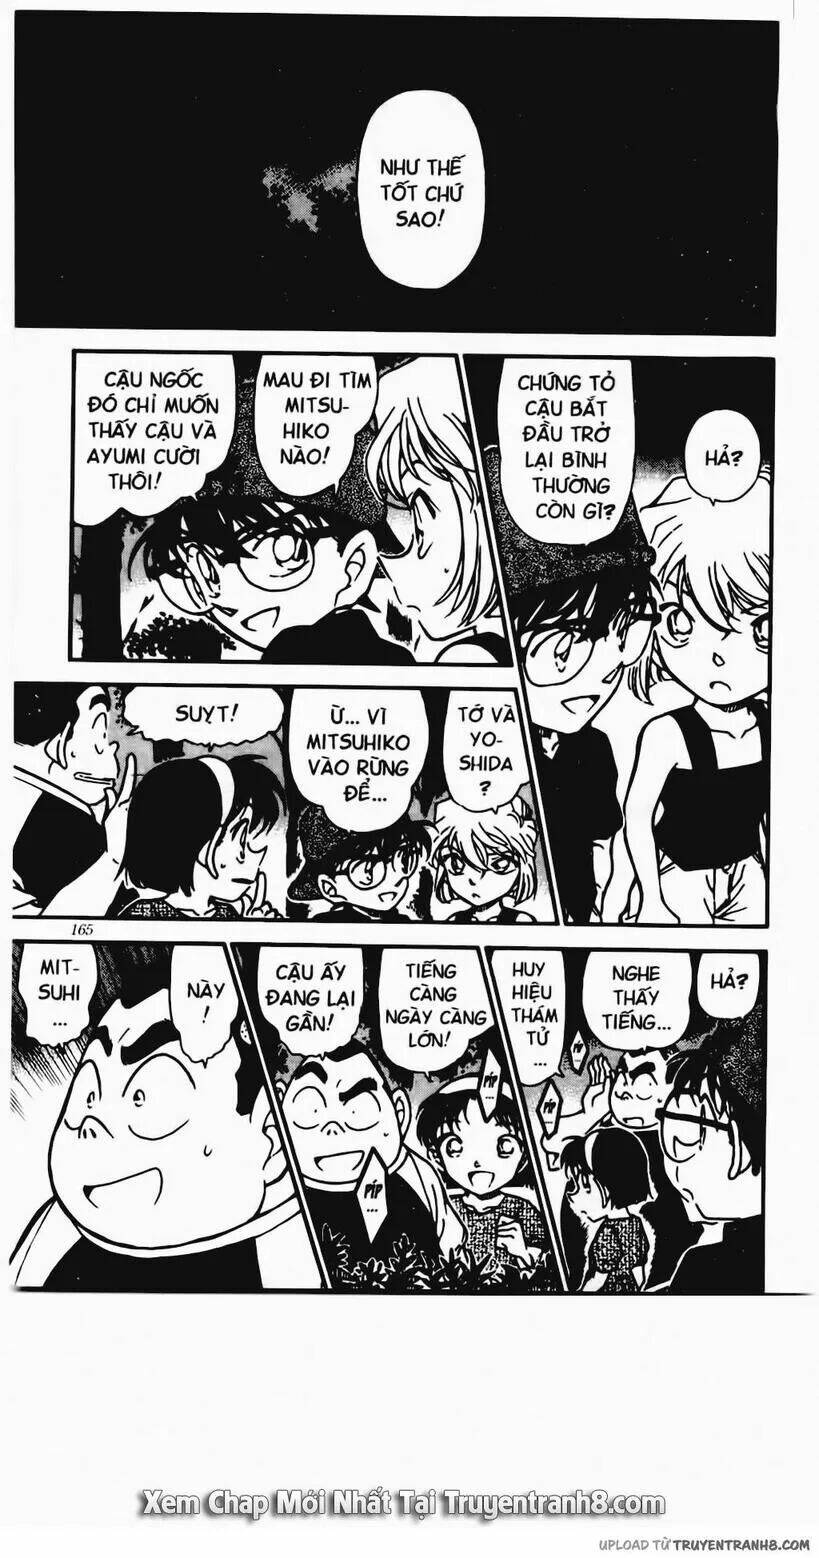 NHƯ THẾ
TỐT CHỨ
SAO!
HẢ?
CHỨNG TỎ
CẬU BẮT
ĐẦU TRỞ
LẠI BÌNH
THƯỜNG
CÒN GÌ?
MAU ĐI TÌM
MITSU-
HIKO
NÀO!
CẬU NGỐC
ĐÓ CHỈ MUỐN
THẤY CẬU VÀ
AYUMI CƯỜI
THÔI!
TỚ VÀ
YO-
SHIDA
?
Ừ... VÌ
MITSUHIKO
VÀO RỪNG
ĐỂ...
SUỴT!
165
HẢ?
NGHE
THẤY
TIẾNG...
HUY
HIỆU
THÁM
TỬ
...
PÍP
...
PÍP
...
TIẾNG
CÀNG
NGÀY CÀNG
LỚN!
CẬU ẤY
ĐANG LẠI
GẦN!
PÍP
...
PÍP
...
NÀY
!
MIT-
SUHI
...
Xem Chap Mới Nhất Tại Truyentranh8.com
UPLOAD TỪ TRUYENTRANH8.COM